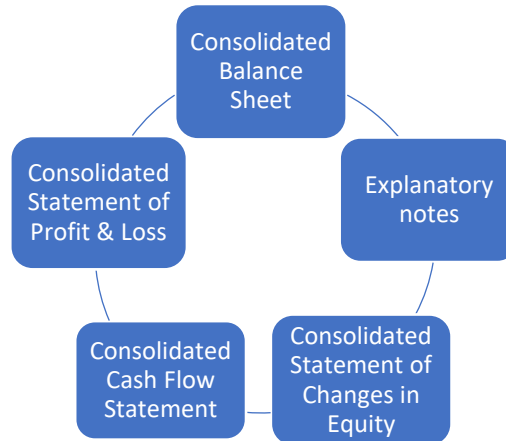 Consolidated
Balance
Sheet
Explanatory
notes
Consolidated
Statement of
Changes in
Equity
Consolidated
Cash Flow
Statement
Consolidated
Statement of
Profit & Loss